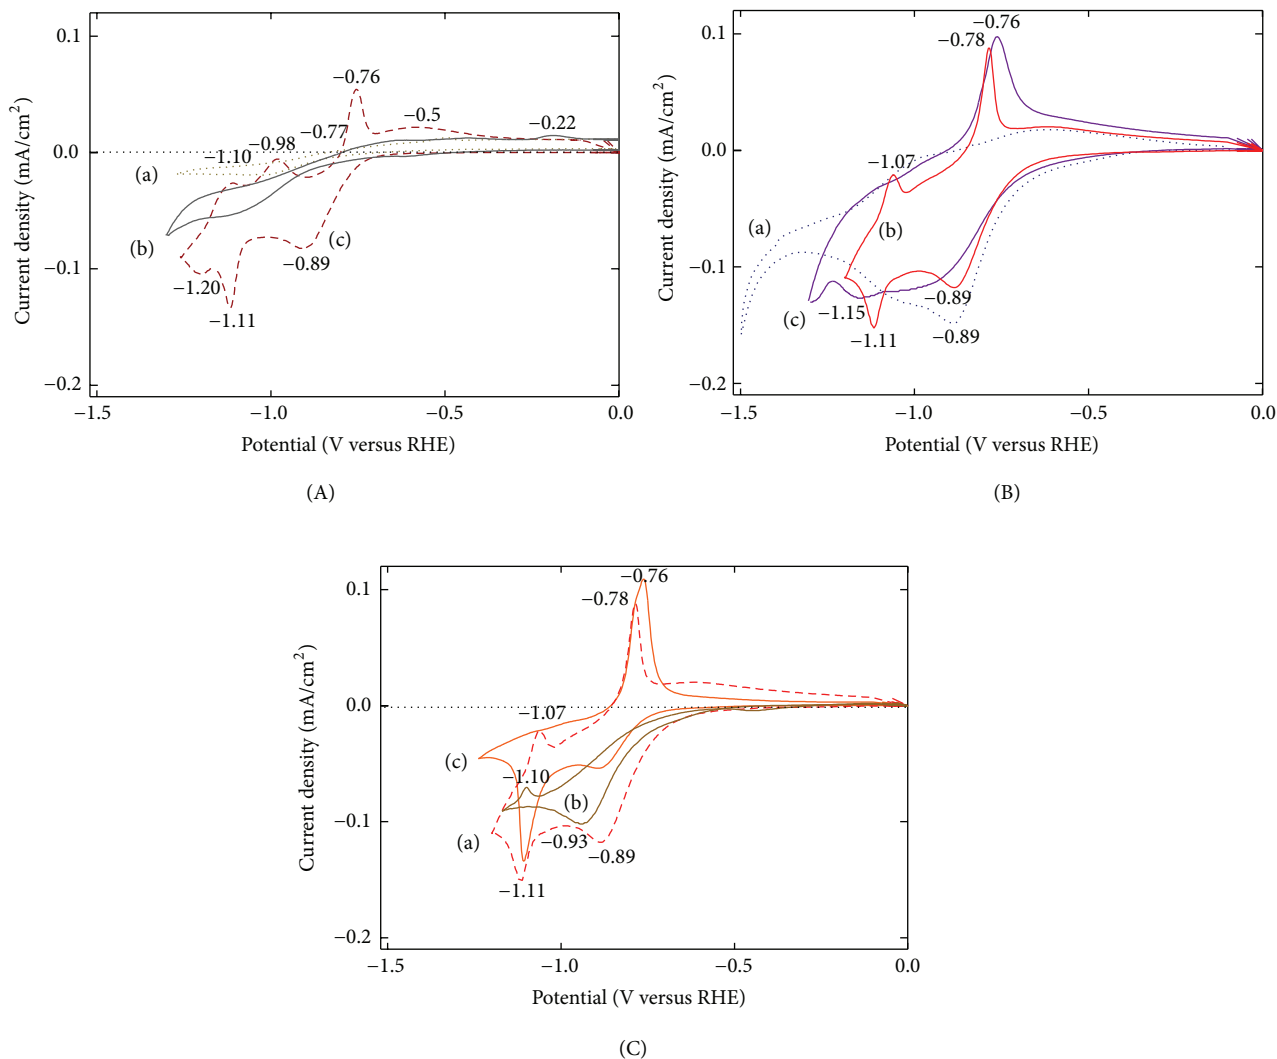 0.1
0.0
−0.1
−0.2
Current density (mA/cm²)
−0.76
−0.5
−0.77
−0.22
−0.98
−1.10
(a)
(b)
(c)
−0.89
−1.20
−1.11
−1.5
−1.0
−0.5
0.0
Potential (V versus RHE)
(A)
0.1
0.0
−0.1
−0.2
Current density (mA/cm²)
−0.76
−0.78
−1.07
(a)
(b)
(c)
−1.15
−0.89
−1.11
−0.89
−1.5
−1.0
−0.5
0.0
Potential (V versus RHE)
(B)
0.1
0.0
−0.1
−0.2
Current density (mA/cm²)
−0.76
−0.78
−1.07
(c)
−1.10
(b)
(a)
−0.93
−0.89
−1.11
−1.5
−1.0
−0.5
0.0
Potential (V versus RHE)
(C)